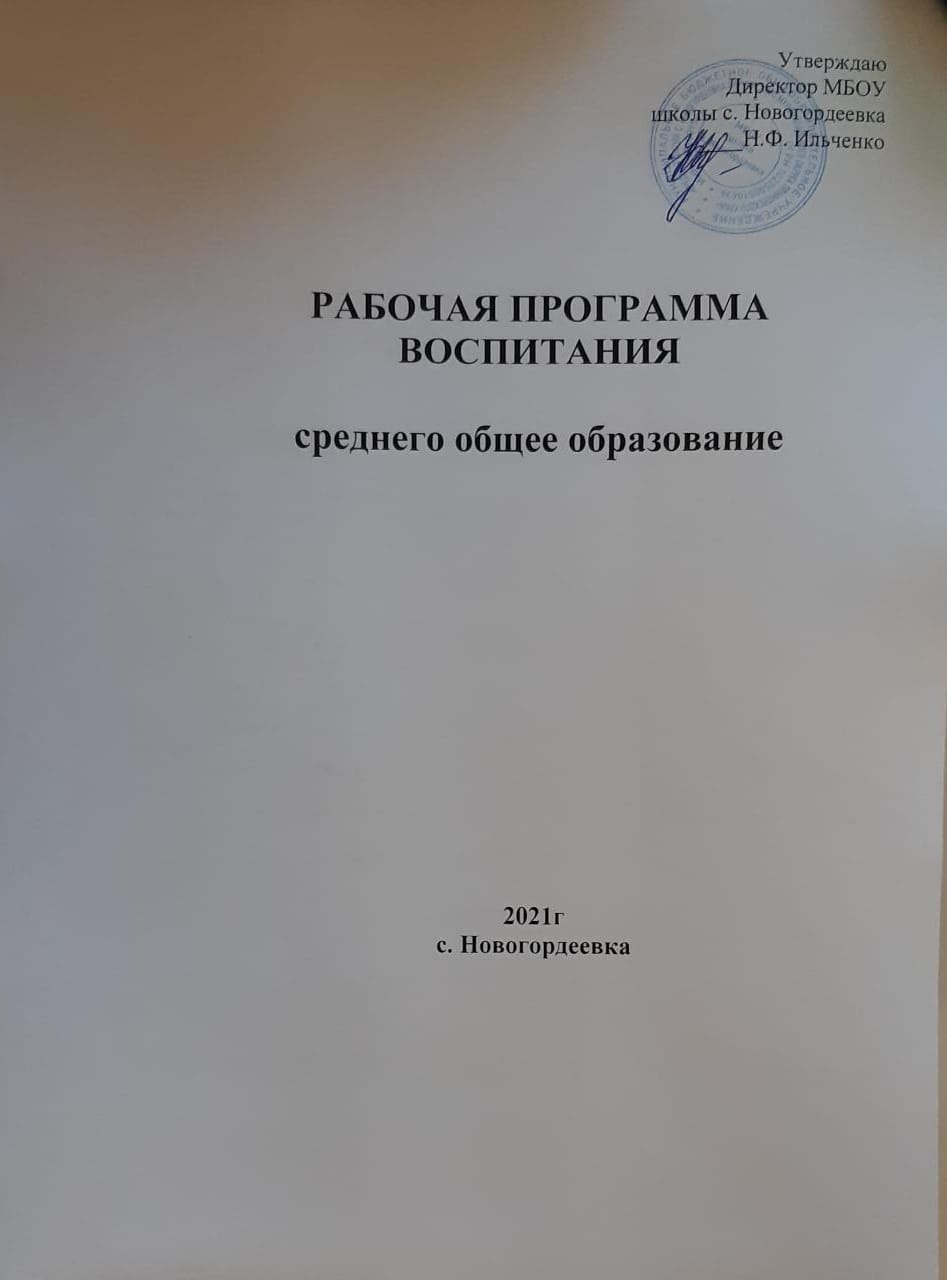 Утверждаю
Директор МБОУ
школы с. Новогордеевка
Н.Ф. Ильченко
РАБОЧАЯ ПРОГРАММА
ВОСПИТАНИЯ
среднего общее образование
2021г
с. Новогордеевка